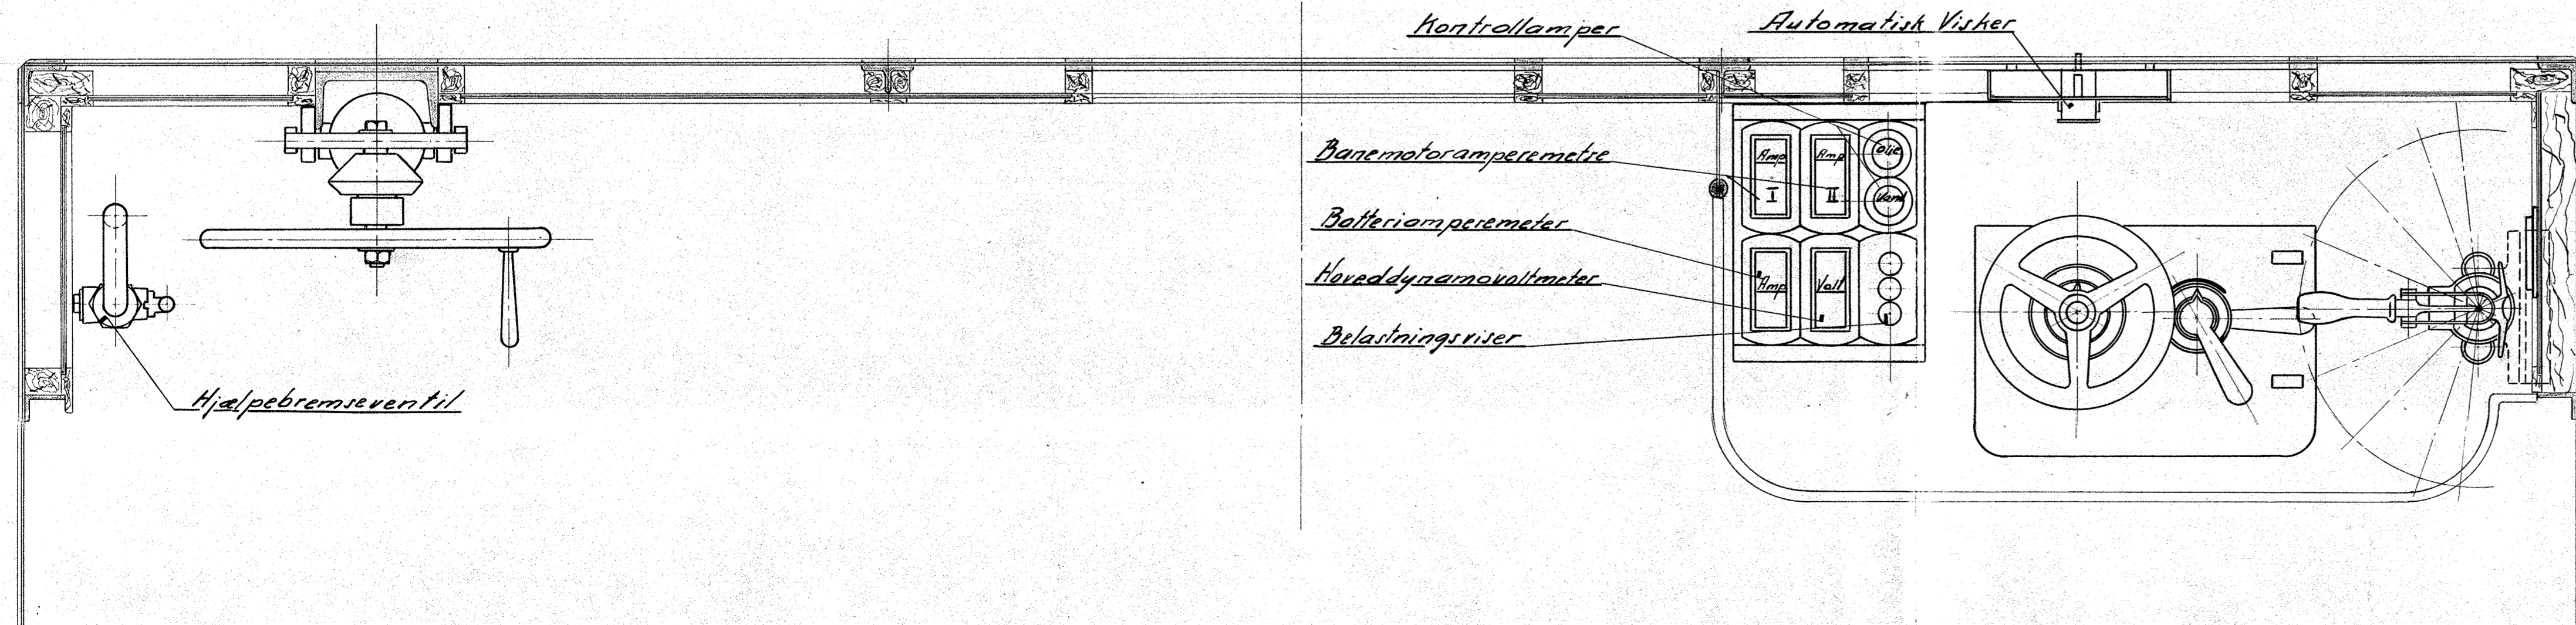 Kontrollamper
Automatisk Visker
Banemotoramperemetre
Amp
I
Amp
II
Olie
Vand
Batteriamperemeter
Hoveddynamovoltmeter
Amp
Volt
Belastningsviser
Hjælpebremseventil